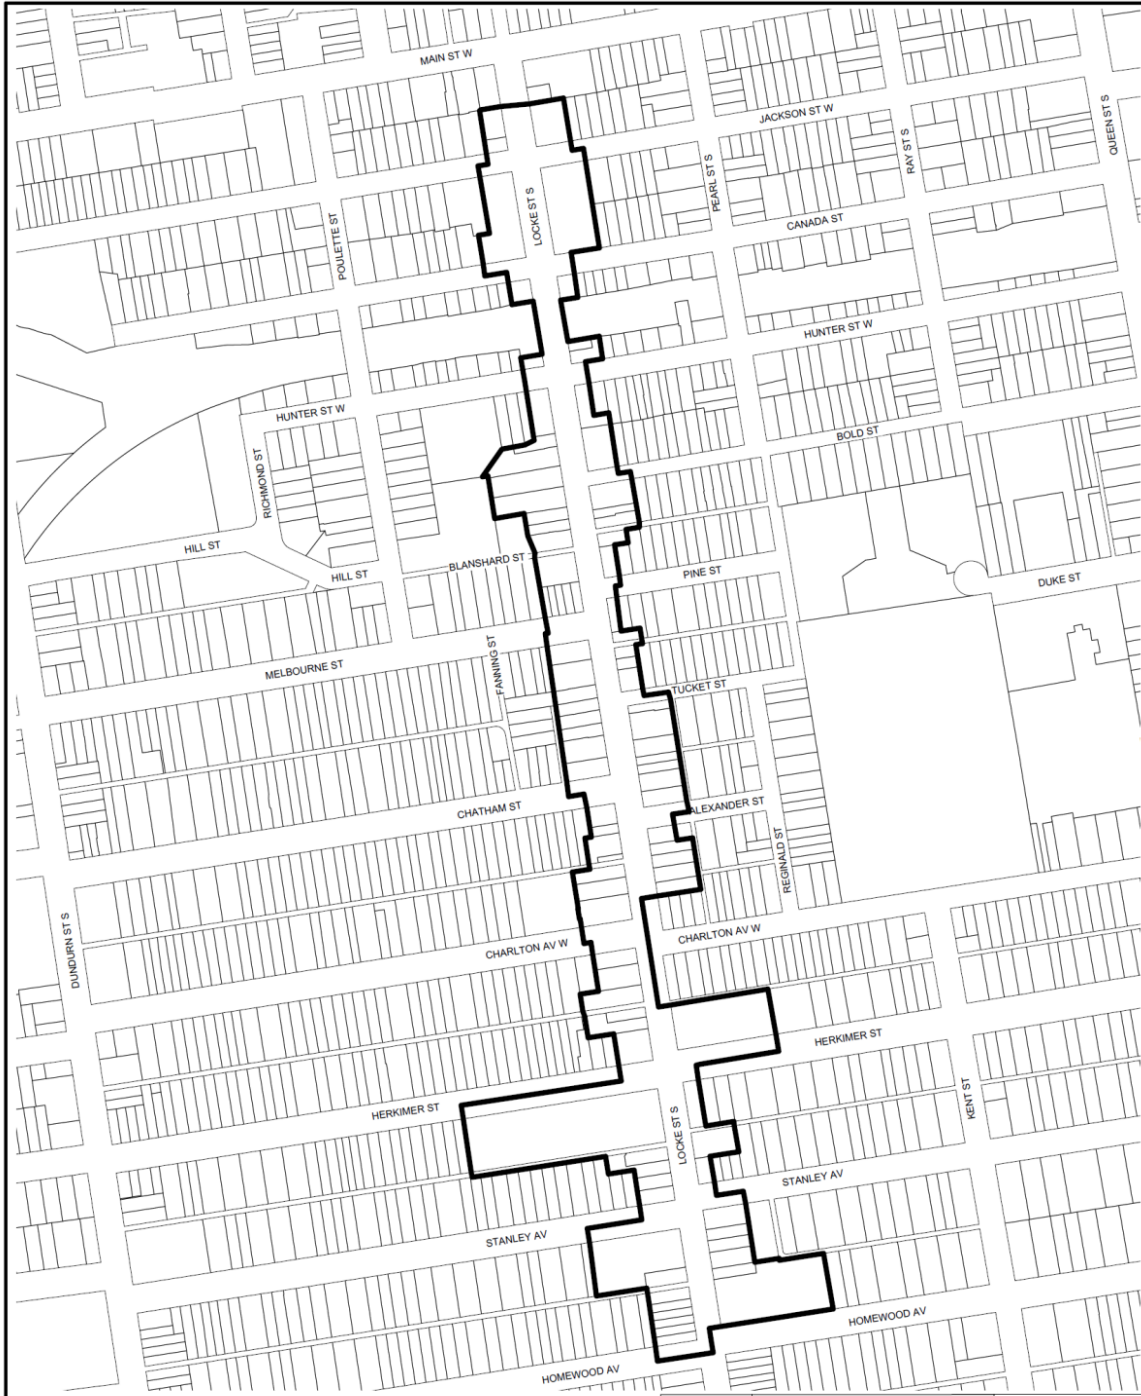 MAIN ST W
JACKSON ST W
QUEEN ST S
RAY ST S
PEARL ST S
LOCKE ST S
CANADA ST
POULETTE ST
HUNTER ST W
HUNTER ST W
BOLD ST
RICHMOND ST
HILL ST
BLANSHARD ST
HILL ST
PINE ST
DUKE ST
MELBOURNE ST
FANNING ST
TUCKET ST
CHATHAM ST
ALEXANDER ST
REGINALD ST
DUNDURN ST S
CHARLTON AV W
CHARLTON AV W
HERKIMER ST
KENT ST
HERKIMER ST
LOCKE ST S
STANLEY AV
STANLEY AV
HOMEWOOD AV
HOMEWOOD AV